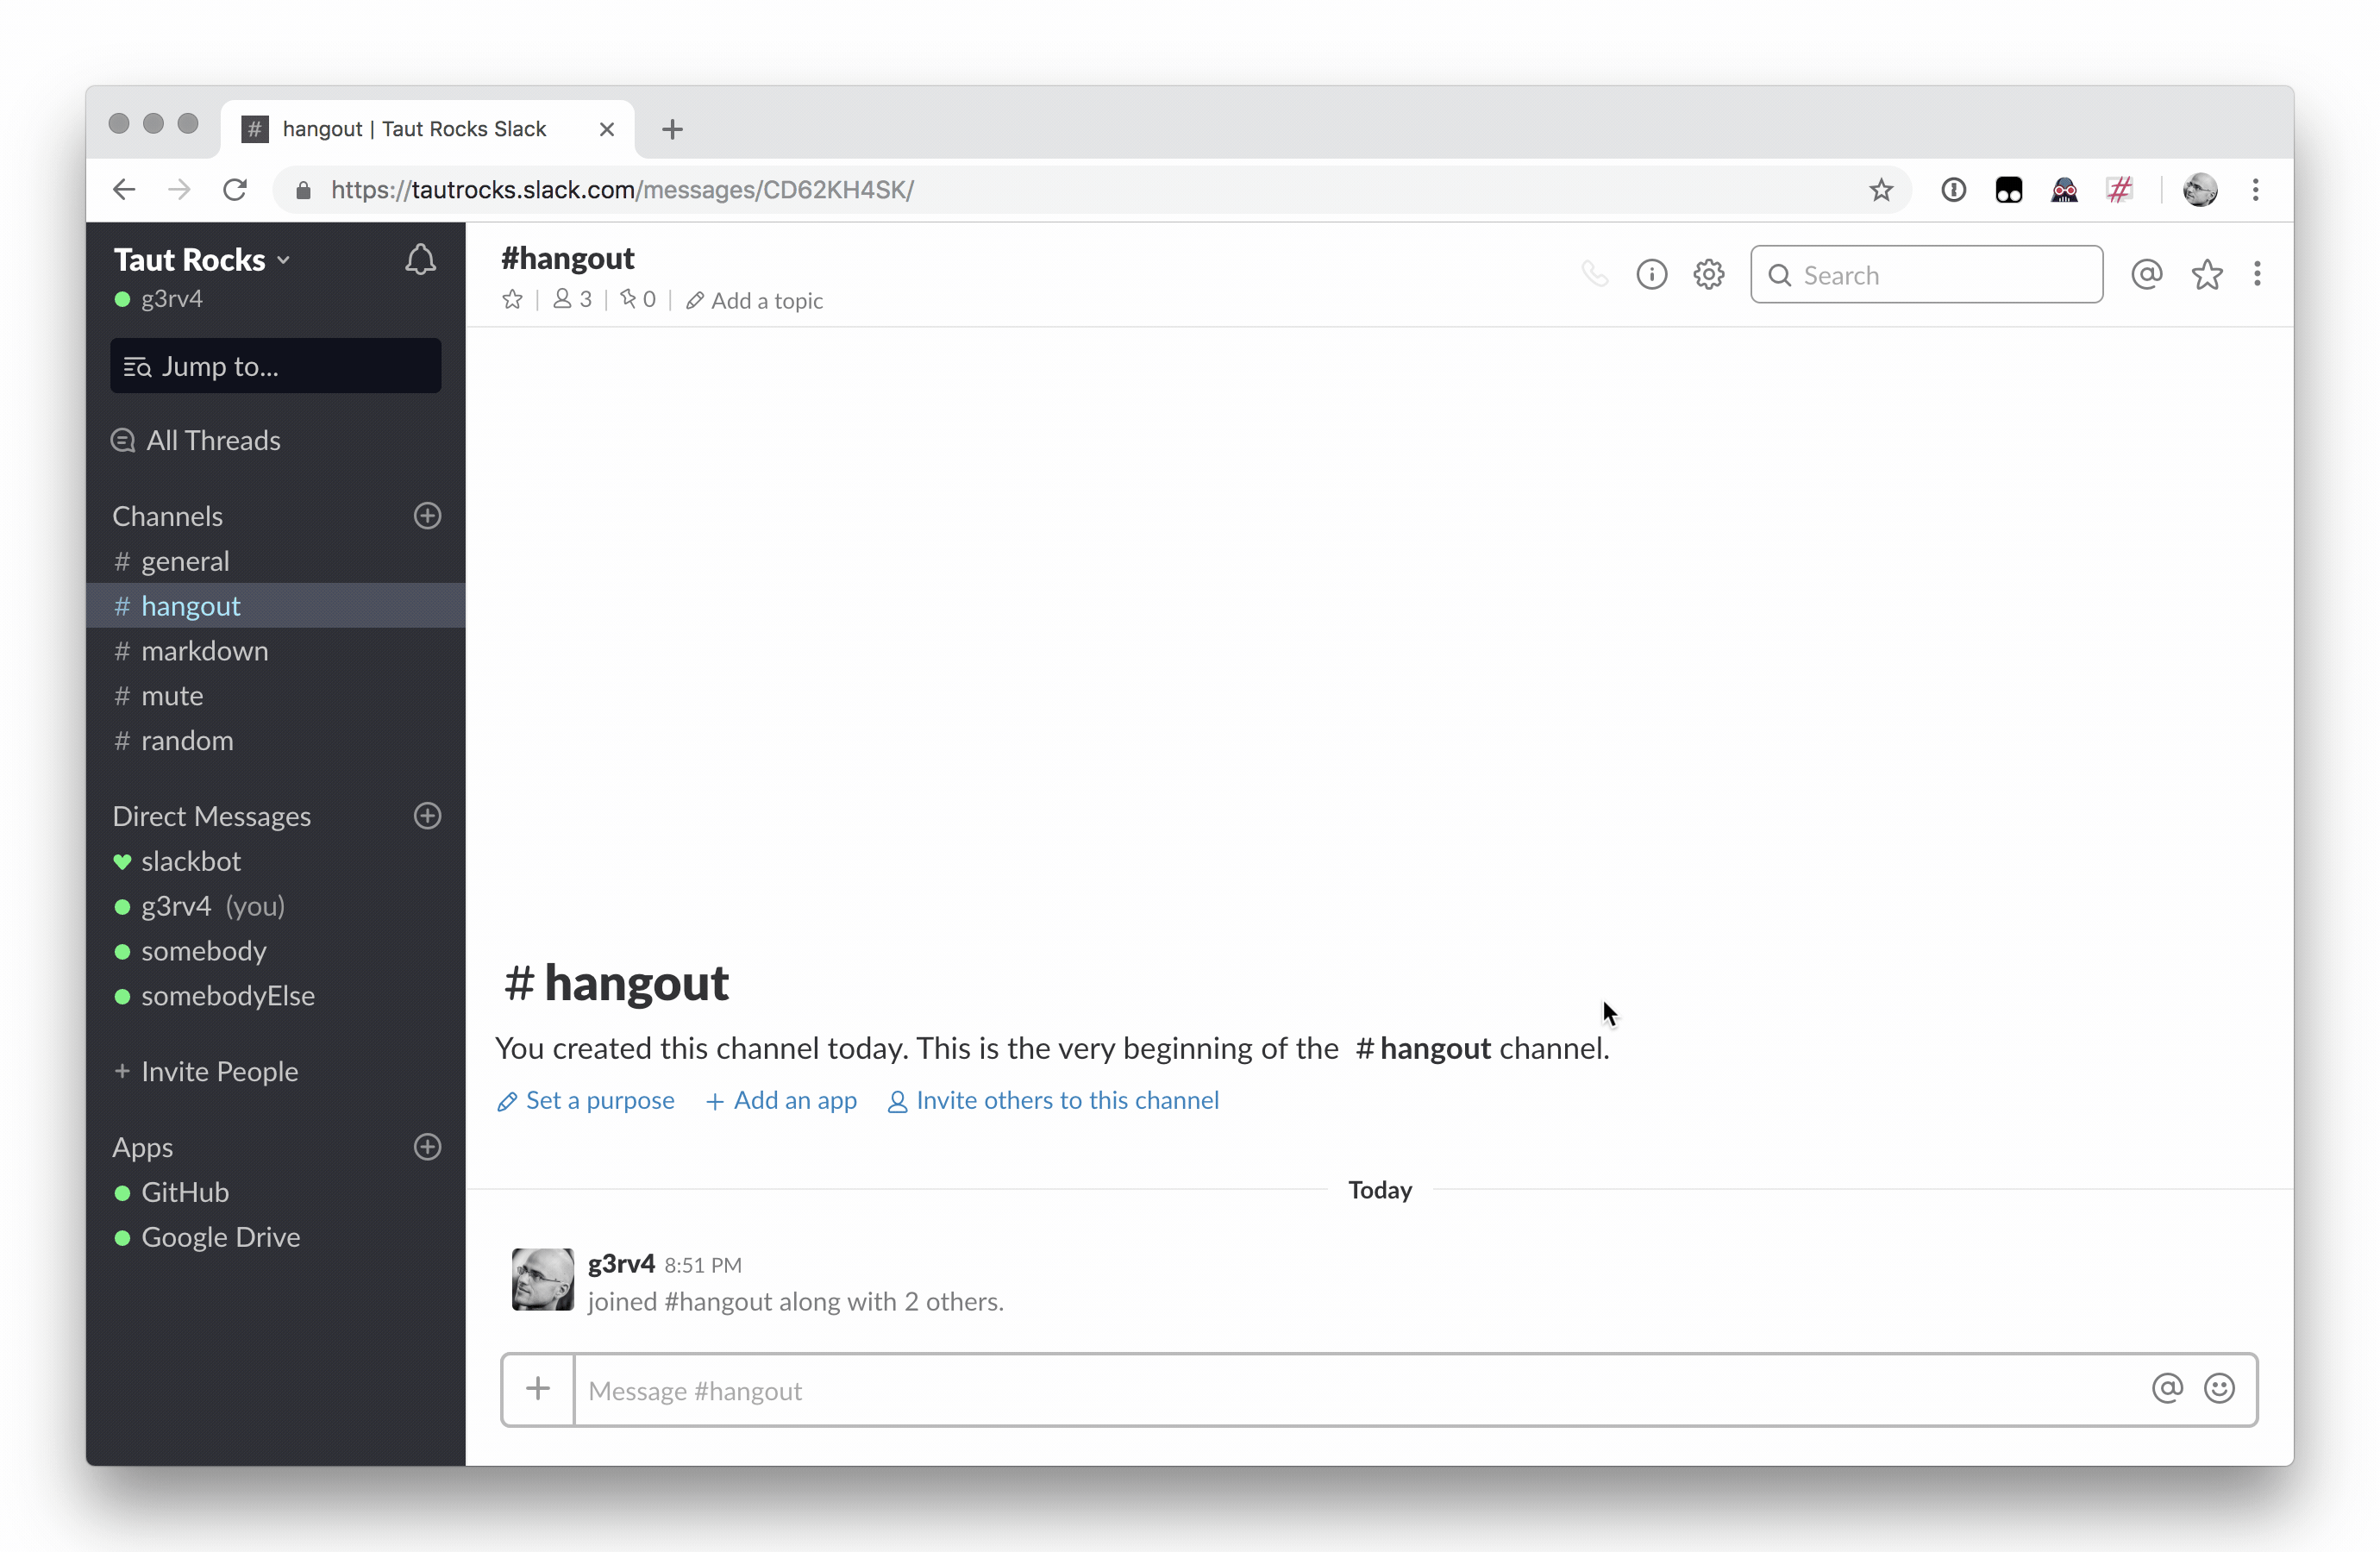 hangout | Taut Rocks Slack
https://tautrocks.slack.com/messages/CD62KH4SK/
Taut Rocks
g3rv4
Jump to...
All Threads
Channels
# general
# hangout
# markdown
# mute
# random
Direct Messages
slackbot
g3rv4 (you)
somebody
somebodyElse
+ Invite People
Apps
GitHub
Google Drive
#hangout
3 | 0 | Add a topic
Search
# hangout
You created this channel today. This is the very beginning of the # hangout channel.
Set a purpose + Add an app Invite others to this channel
Today
g3rv4 8:51 PM
joined #hangout along with 2 others.
Message #hangout